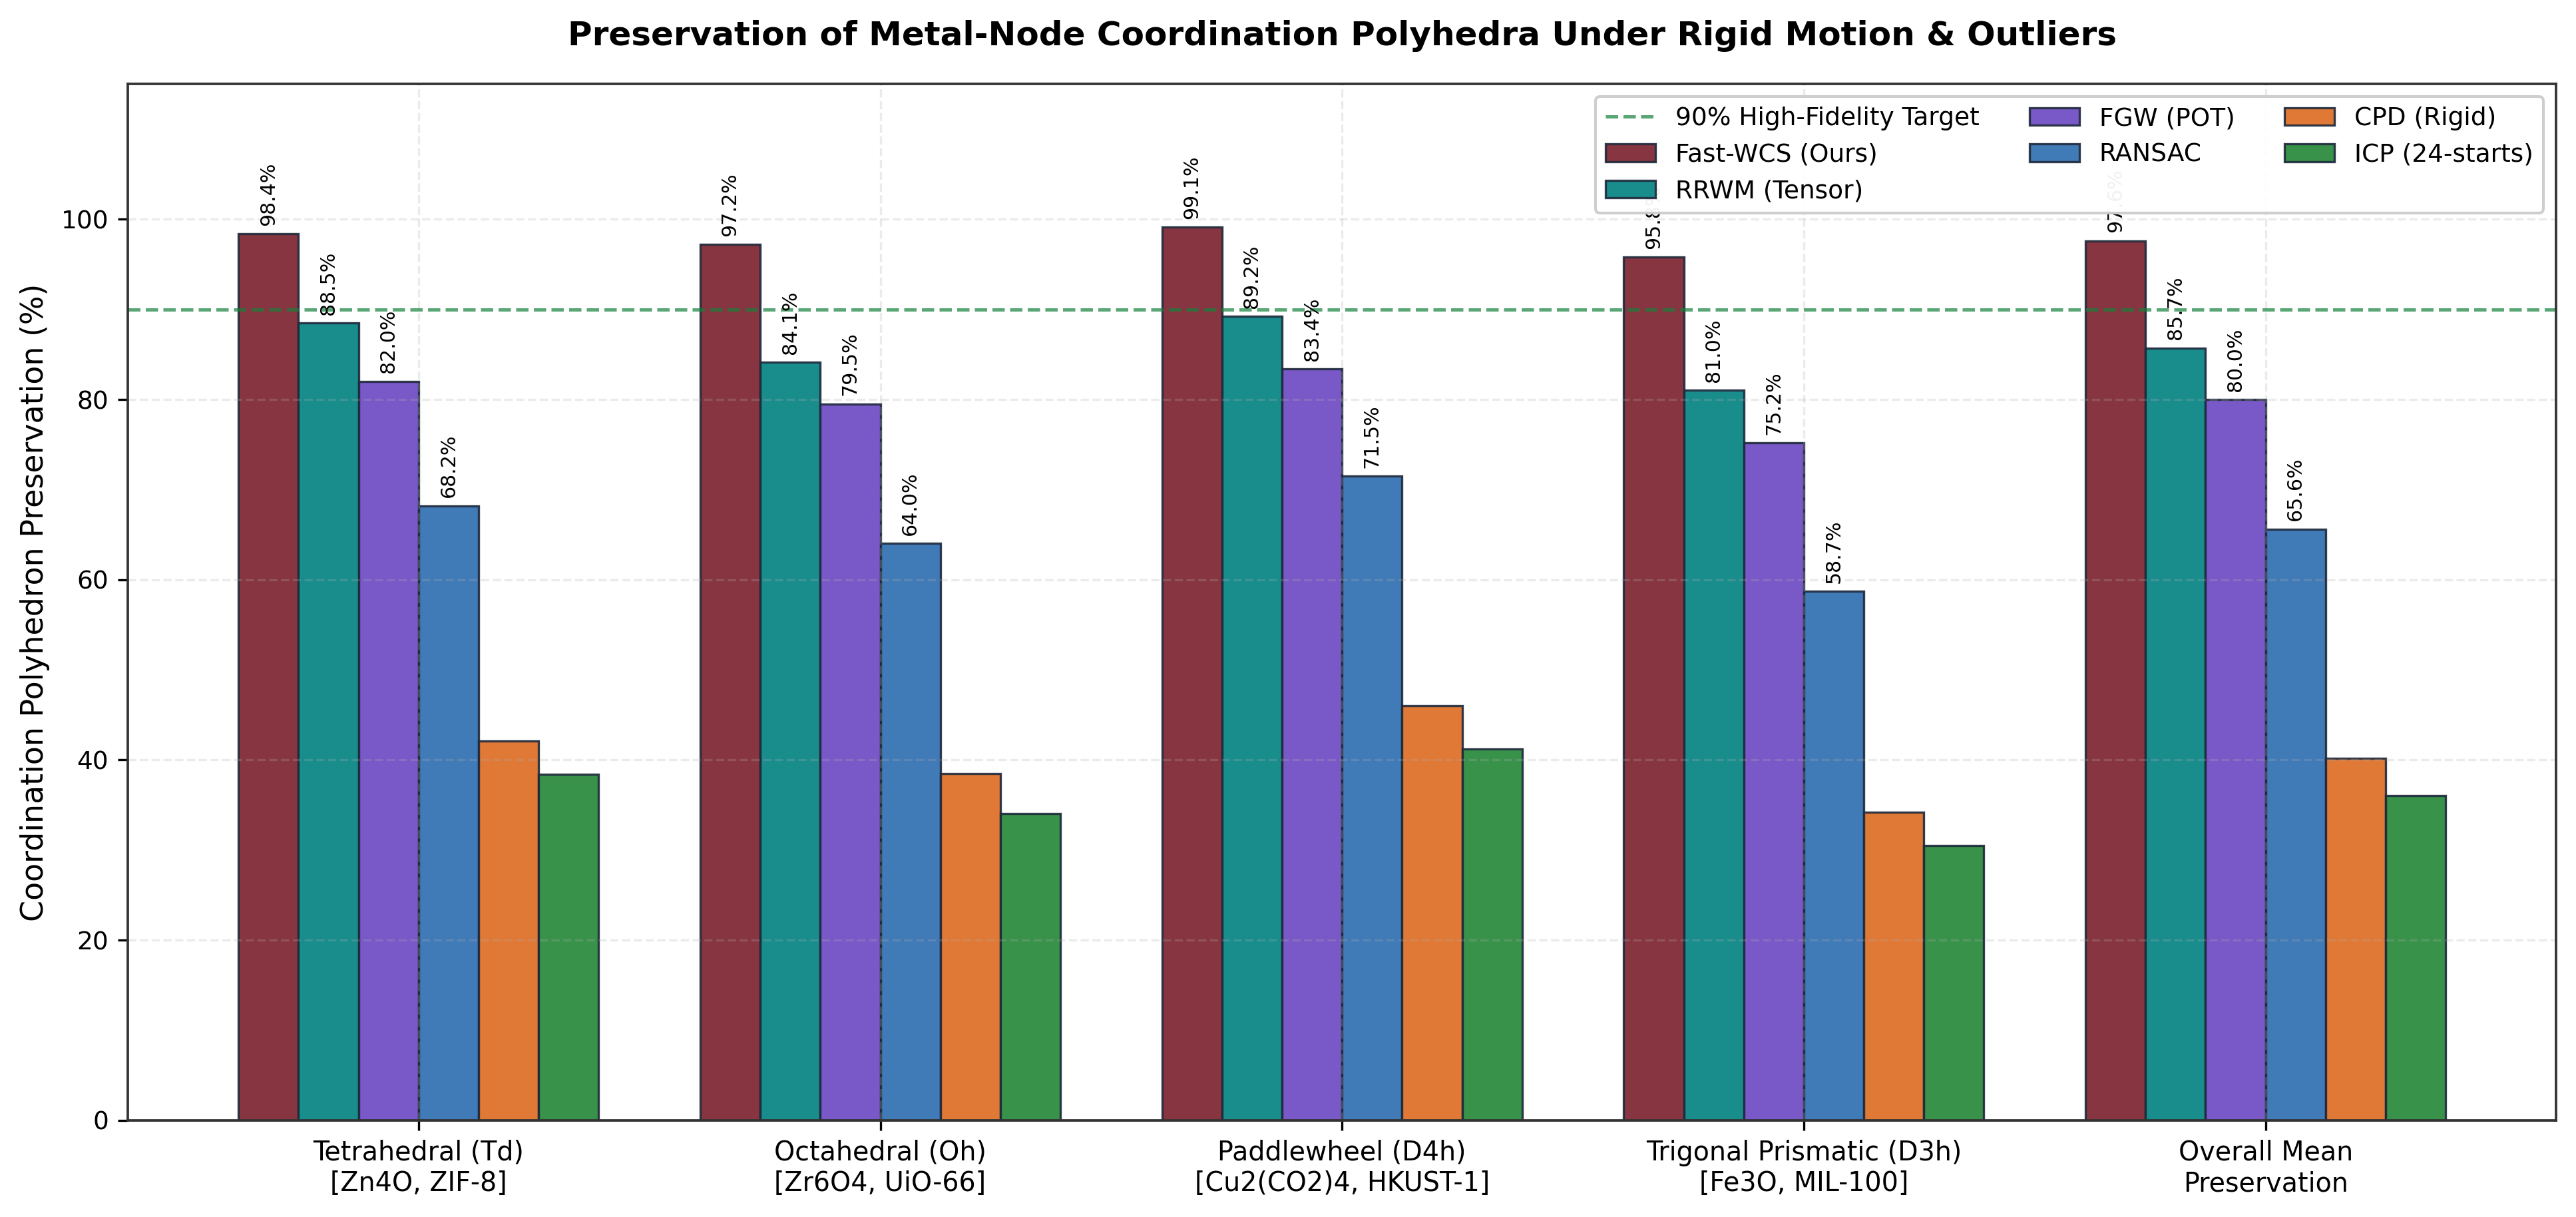 Preservation of Metal-Node Coordination Polyhedra Under Rigid Motion & Outliers
Coordination Polyhedron Preservation (%)
100
80
60
40
20
0
90% High-Fidelity Target
Fast-WCS (Ours)
RRWM (Tensor)
FGW (POT)
RANSAC
CPD (Rigid)
ICP (24-starts)
98.4%
88.5%
82.0%
68.2%
97.2%
84.1%
79.5%
64.0%
99.1%
89.2%
83.4%
71.5%
95.8
81.0%
75.2%
58.7%
97.6%
85.7%
80.0%
65.6%
Tetrahedral (Td)
[Zn4O, ZIF-8]
Octahedral (Oh)
[Zr6O4, UiO-66]
Paddlewheel (D4h)
[Cu2(CO2)4, HKUST-1]
Trigonal Prismatic (D3h)
[Fe3O, MIL-100]
Overall Mean
Preservation